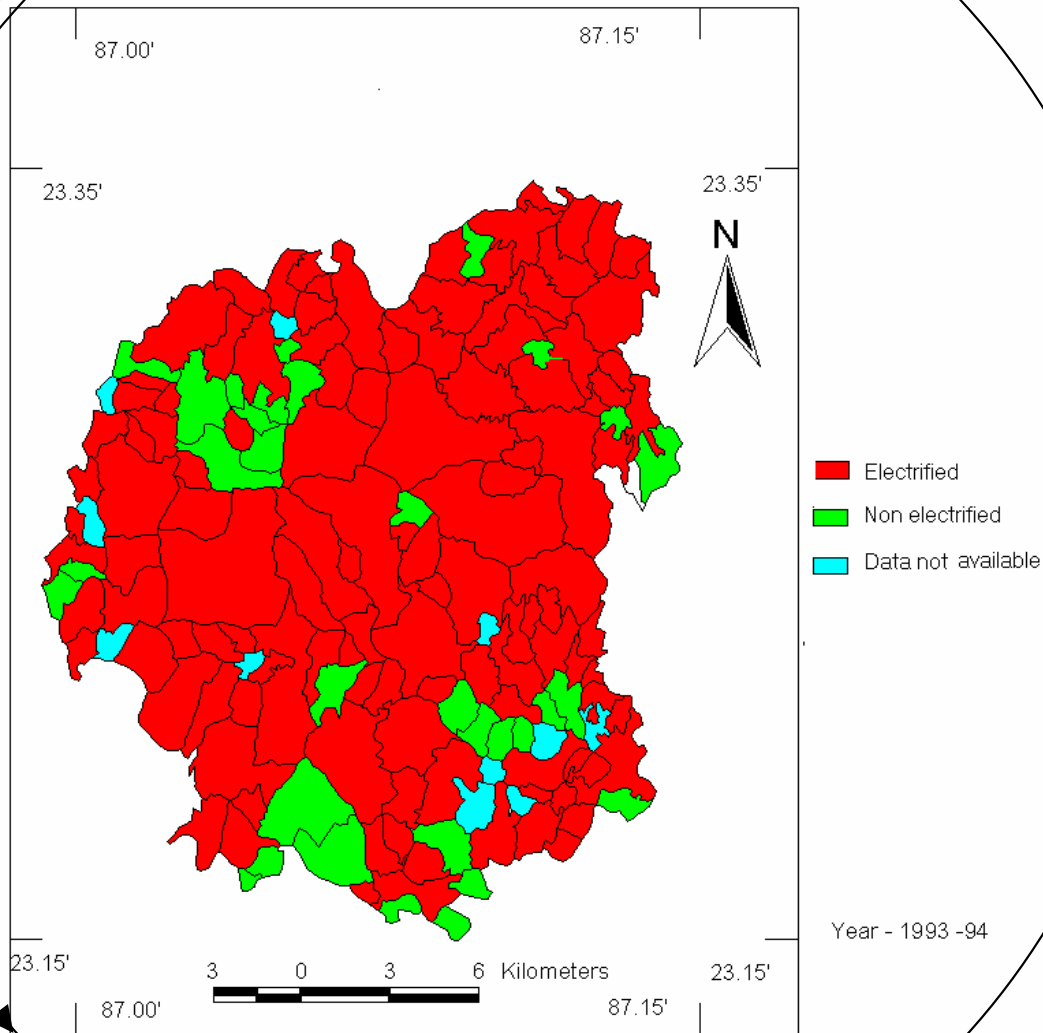 87.00'
87.15'
23.35'
23.35'
N
Electrified
Non electrified
Data not available
Year - 1993 -94
23.15'
3 0 3 6 Kilometers
23.15'
87.00'
87.15'